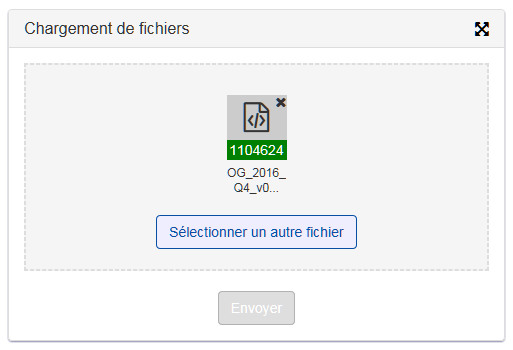 Chargement de fichiers
1104624
OG_2016_
Q4_v0...
Sélectionner un autre fichier
Envoyer